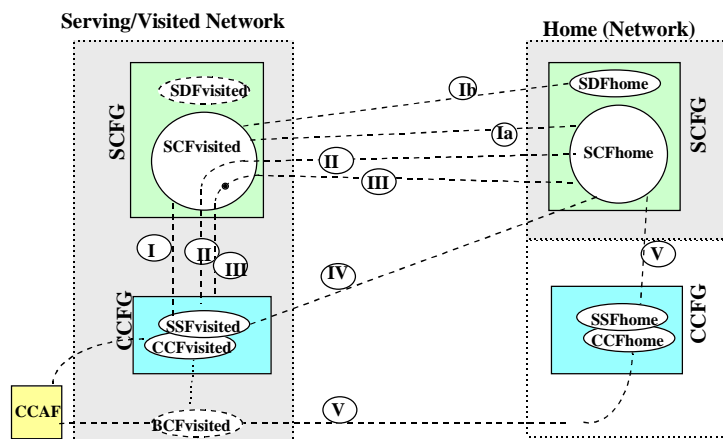 Serving/Visited Network
Home (Network)
SDFvisited
SDFhome
Ib
Ia
SCFG
SCFvisited
SCFhome
SCFG
II
III
I
II
III
IV
V
CCFG
SSFvisited
CCFvisited
SSFhome
CCFhome
CCFG
CCAF
BCFvisited
V